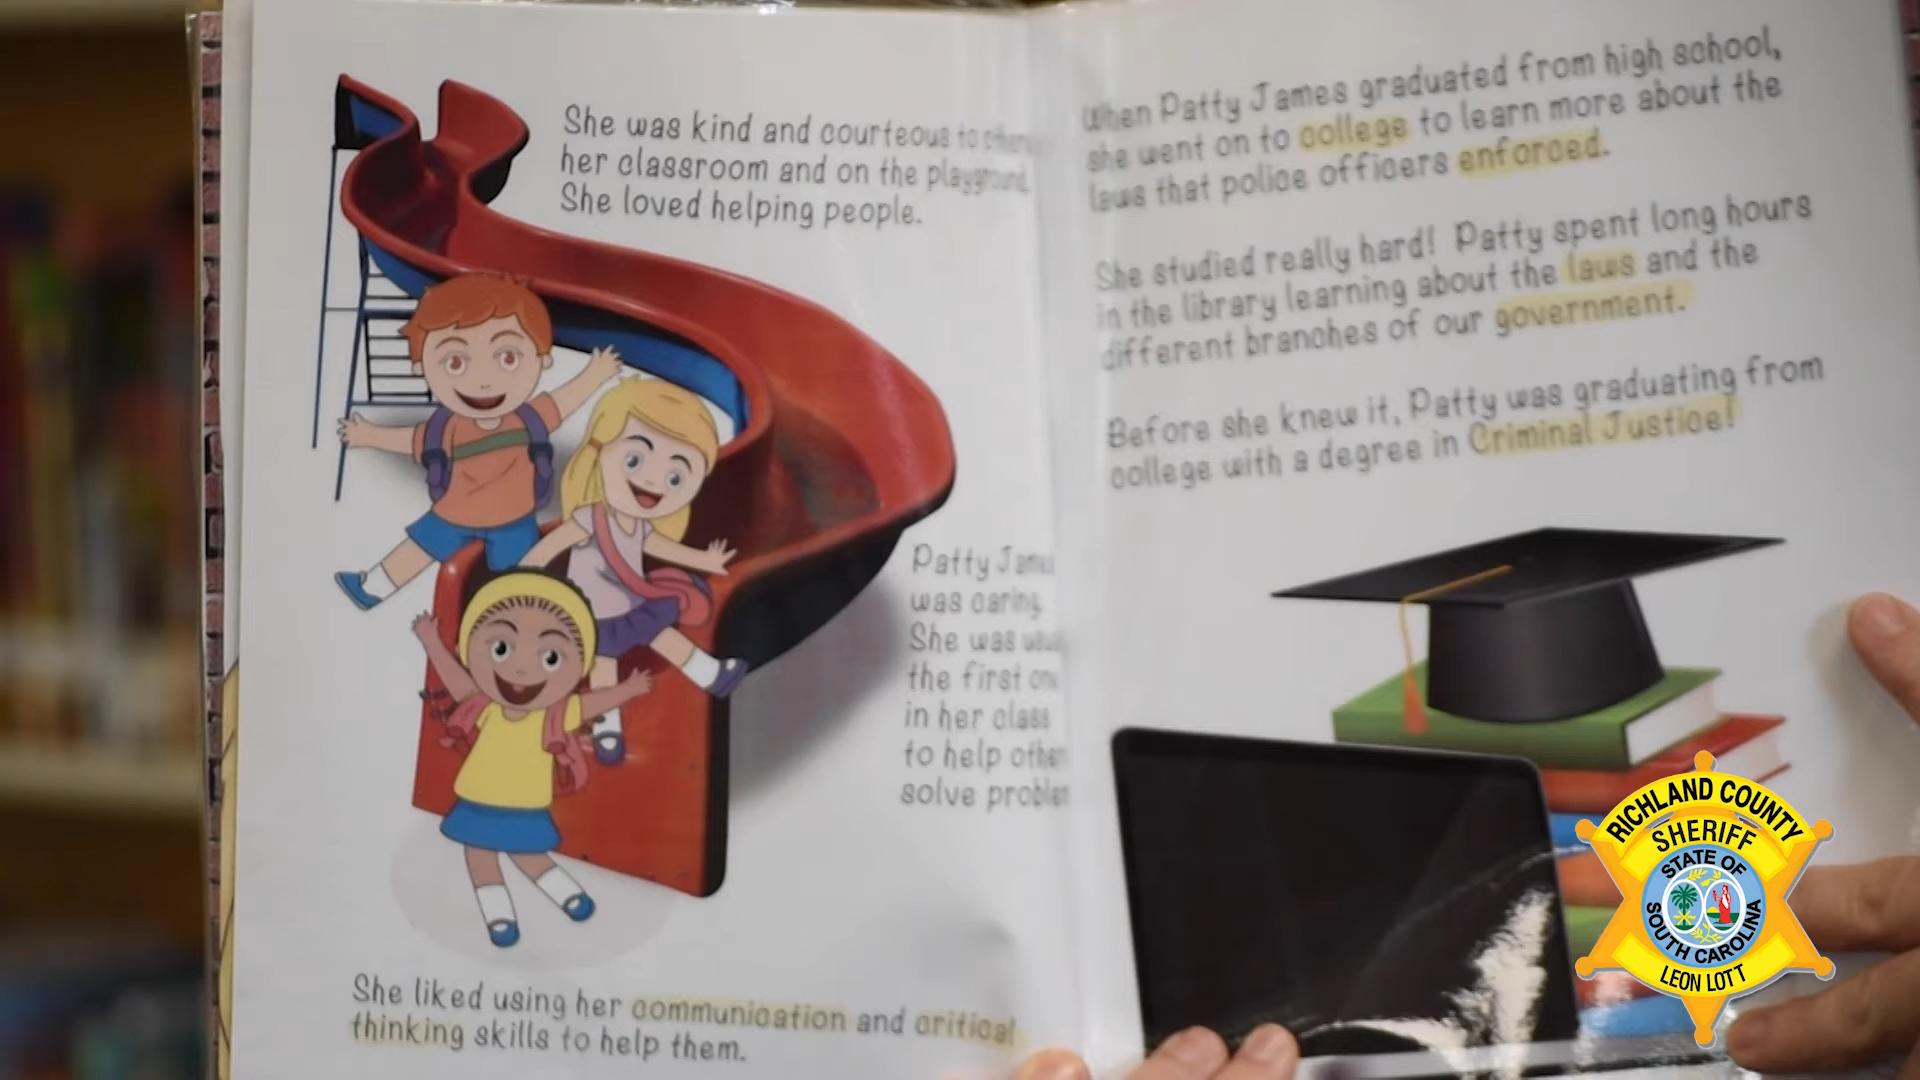 She was kind and courteous to others
her classroom and on the playground.
She loved helping people.
Patty James
was caring.
She was
the first one
in her class
to help other
solve problem
She liked using her communication and critical
thinking skills to help them.
When Patty James graduated from high school,
she went on to college to learn more about the
laws that police officers enforced.
She studied really hard! Patty spent long hours
in the library learning about the laws and the
different branches of our government.
Before she knew it, Patty was graduating from
college with a degree in Criminal Justice!
RICHLAND COUNTY
SHERIFF
STATE OF
SOUTH CAROLINA
LEON LOTT